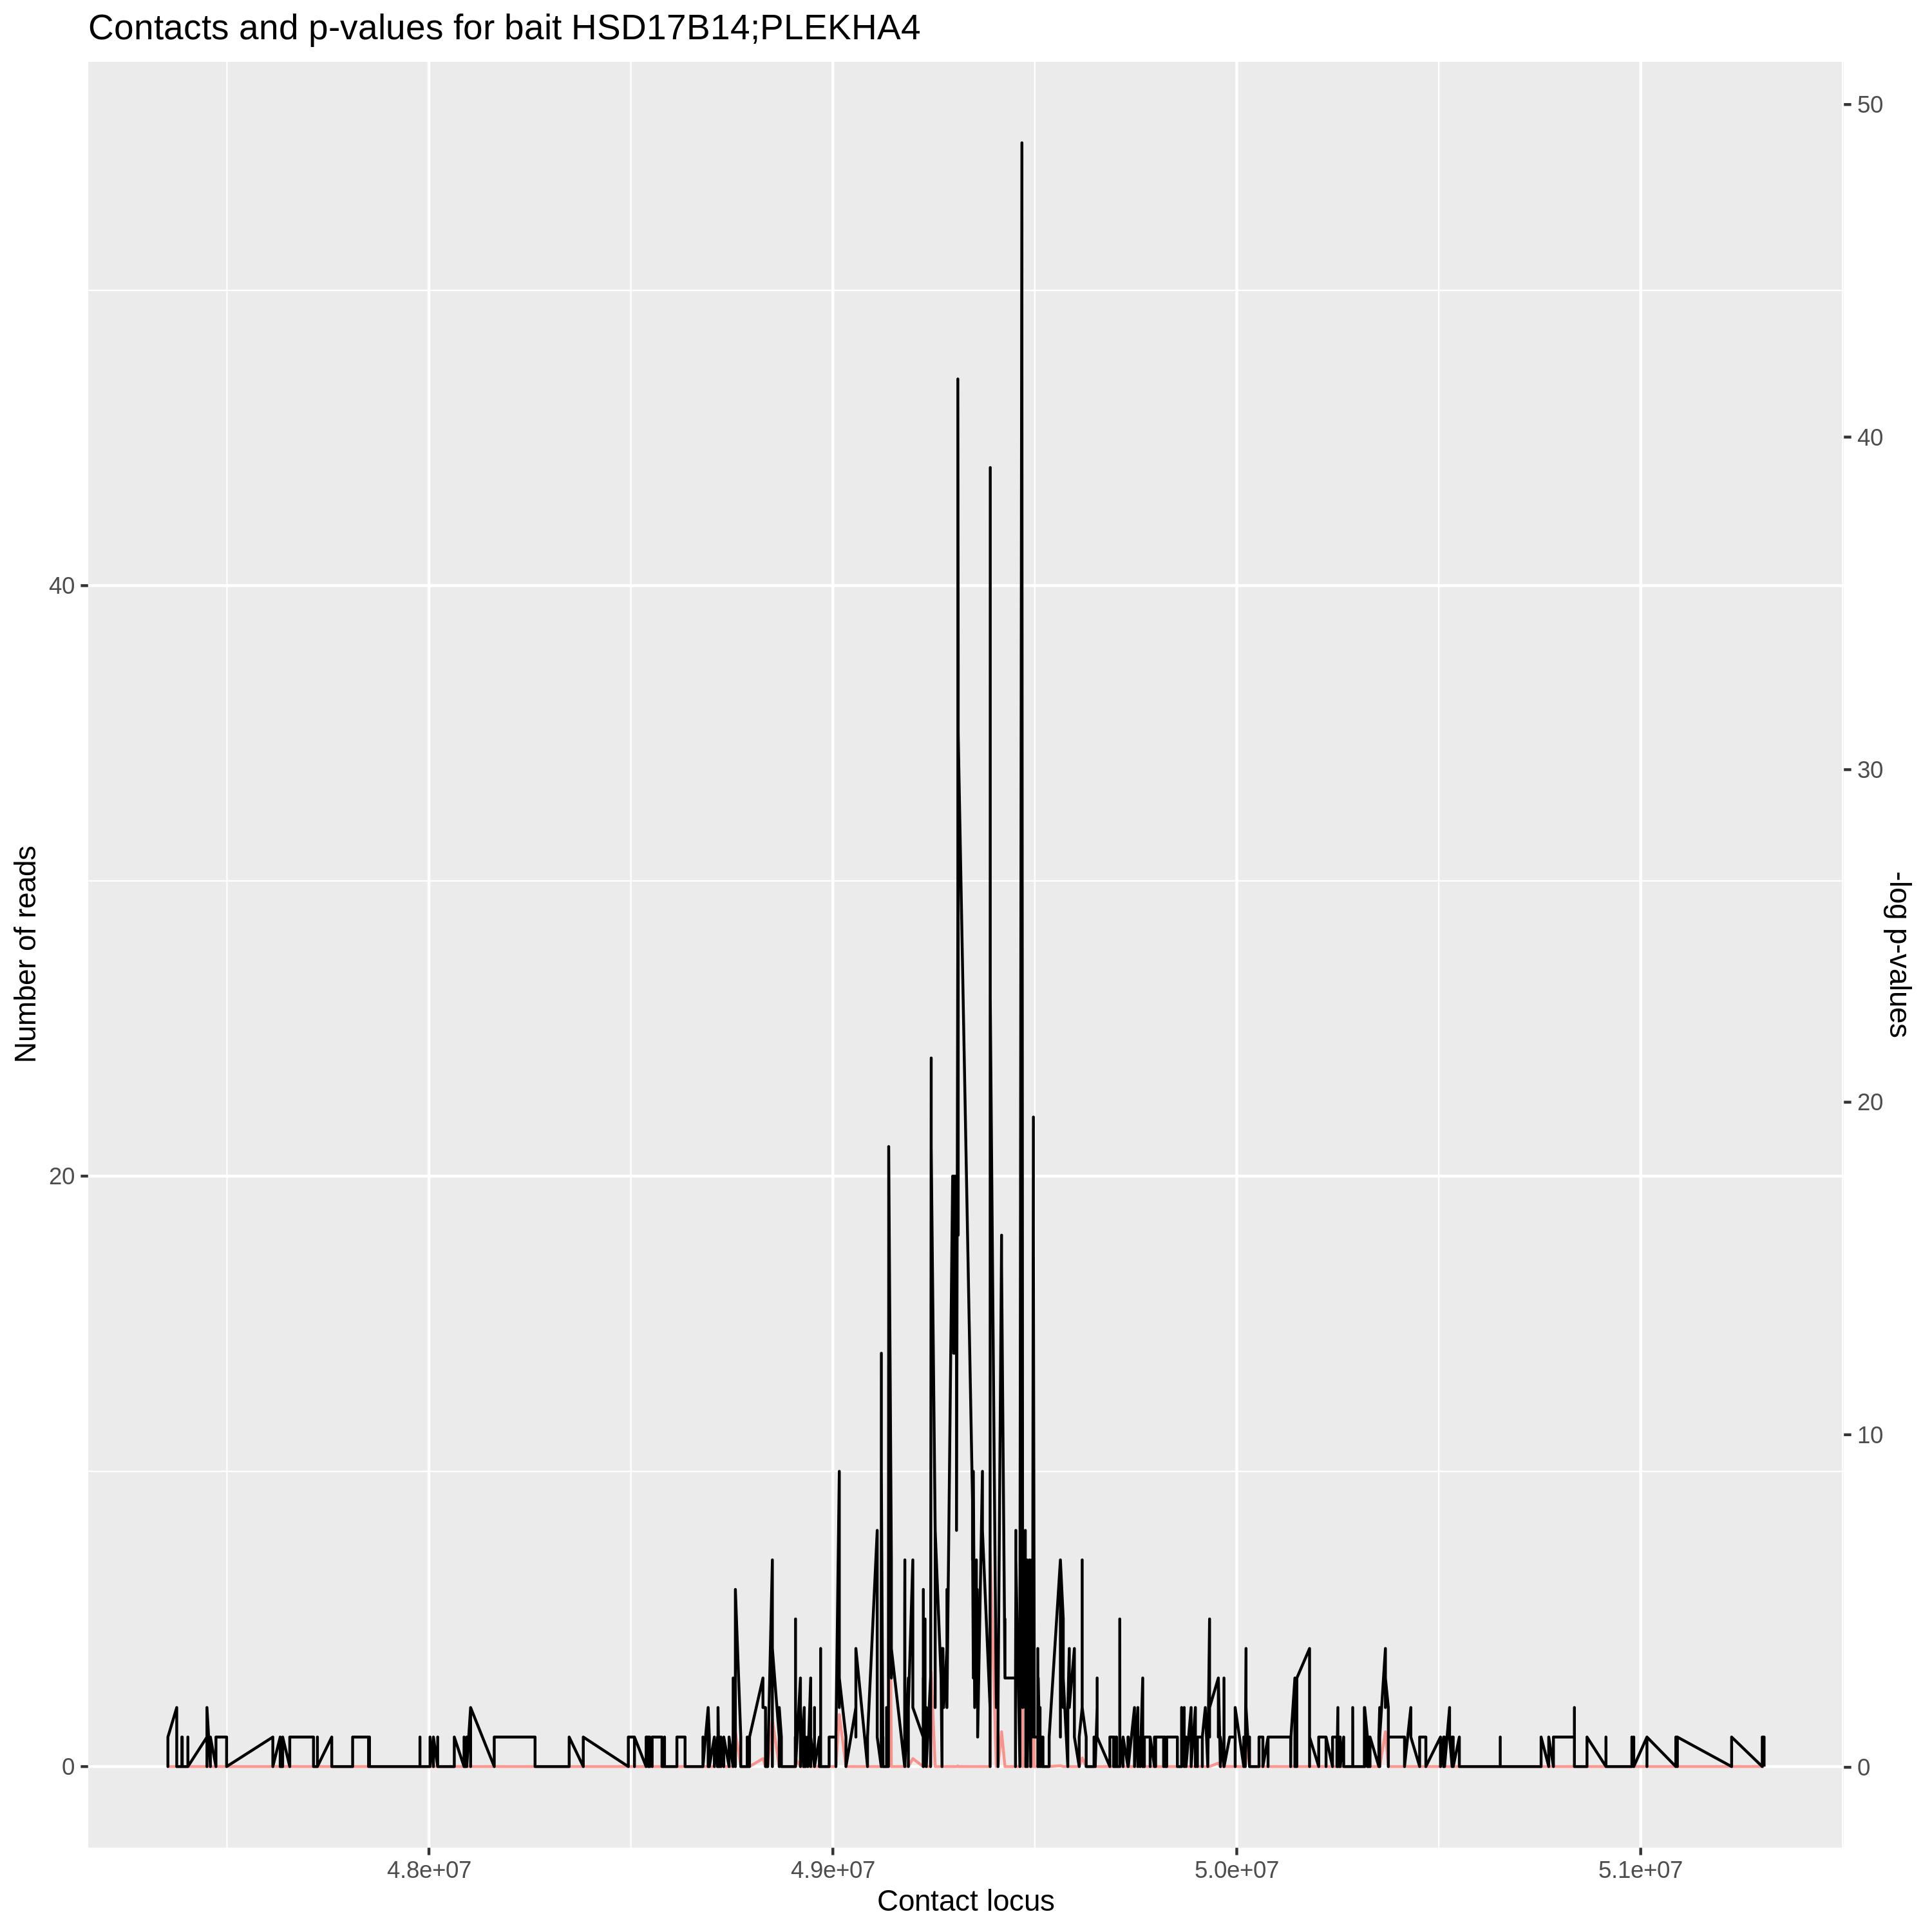 Contacts and p-values for bait HSD17B14;PLEKHA4
Number of reads
40
20
0
50
40
30
20
10
0
-log p-values
4.8e+07
4.9e+07
5.0e+07
5.1e+07
Contact locus